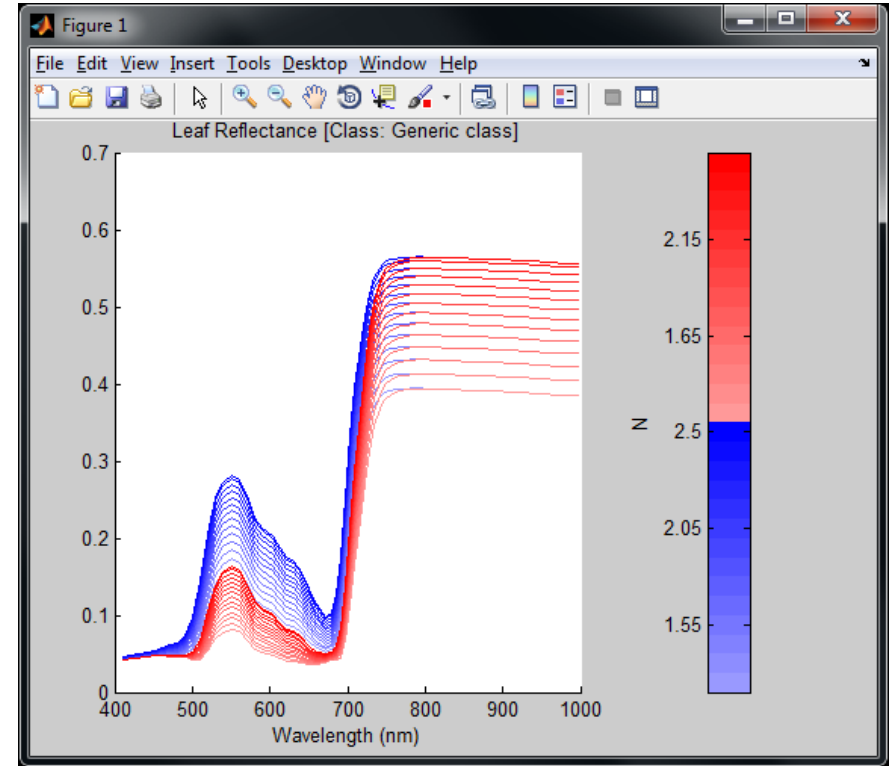 Figure 1
File Edit View Insert Tools Desktop Window Help
Leaf Reflectance [Class: Generic class]
0.7
0.6
0.5
0.4
0.3
0.2
0.1
0
400 500 600 700 800 900 1000
Wavelength (nm)
2.15
1.65
N
2.5
2.05
1.55